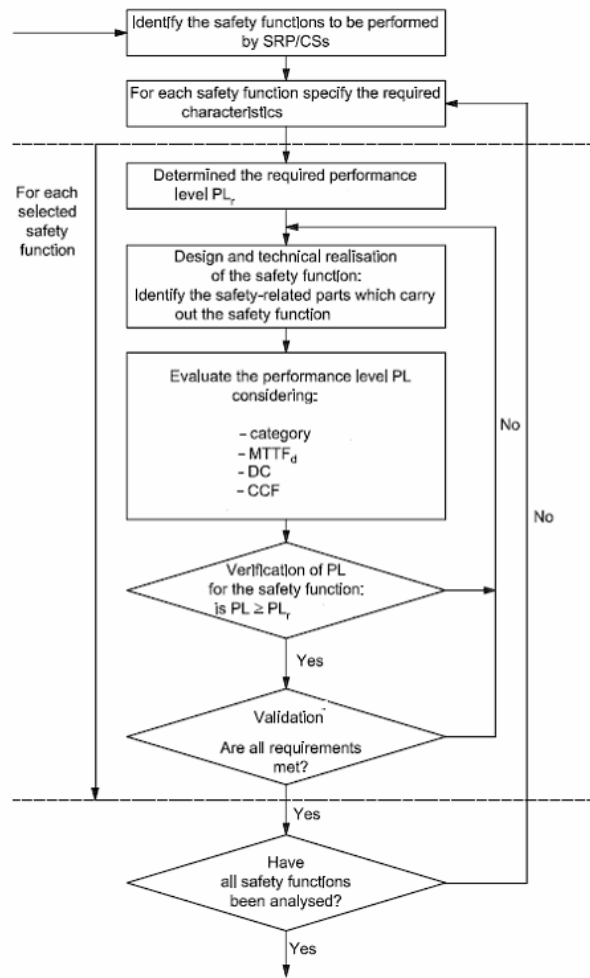 Identify the safety functions to be performed
by SRP/CSs
For each safety function specify the required
characteristics
For each
selected
safety
function
Determined the required performance
level PLr
Design and technical realisation
of the safety function:
Identify the safety-related parts which carry
out the safety function
Evaluate the performance level PL
considering:
– category
– MTTFd
– DC
– CCF
No
No
Verification of PL
for the safety function:
is PL ≥ PLr
Yes
Validation
Are all requirements
met?
Yes
Have
all safety functions
been analysed?
Yes